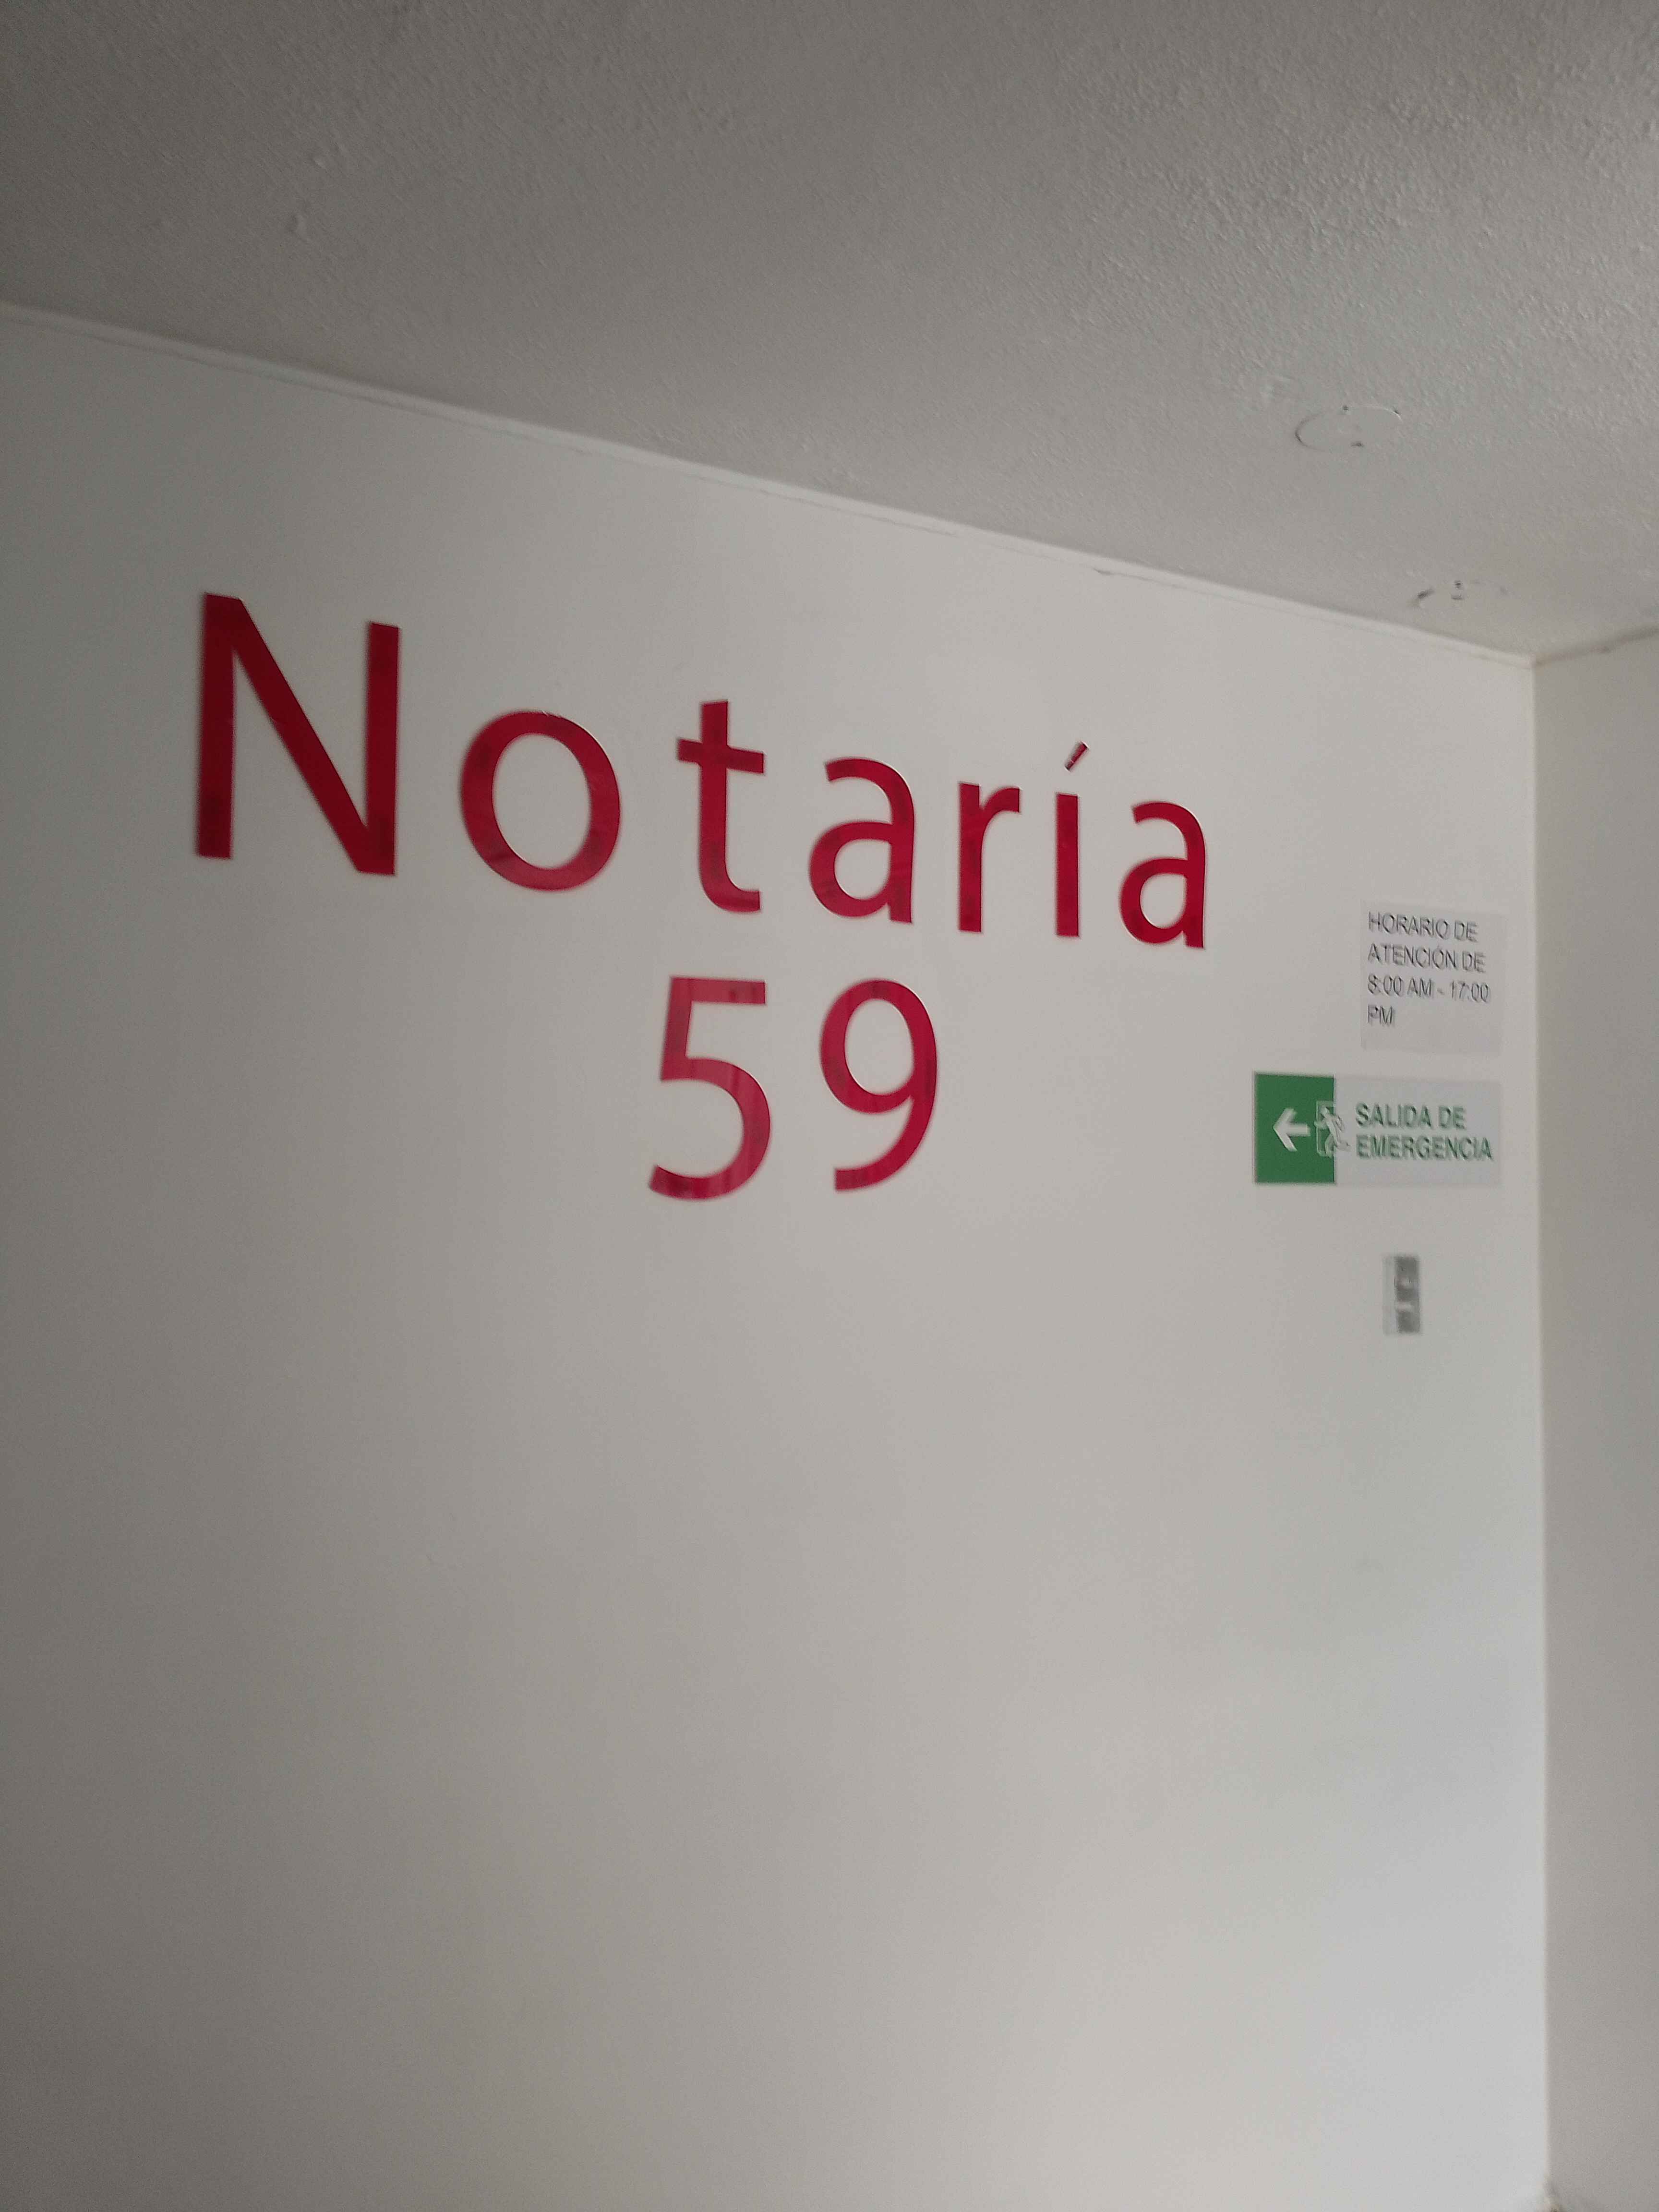 Notaría
59
HORARIO DE
ATENCIÓN DE
8:00 AM - 17:00
PM
SALIDA DE
EMERGENCIA